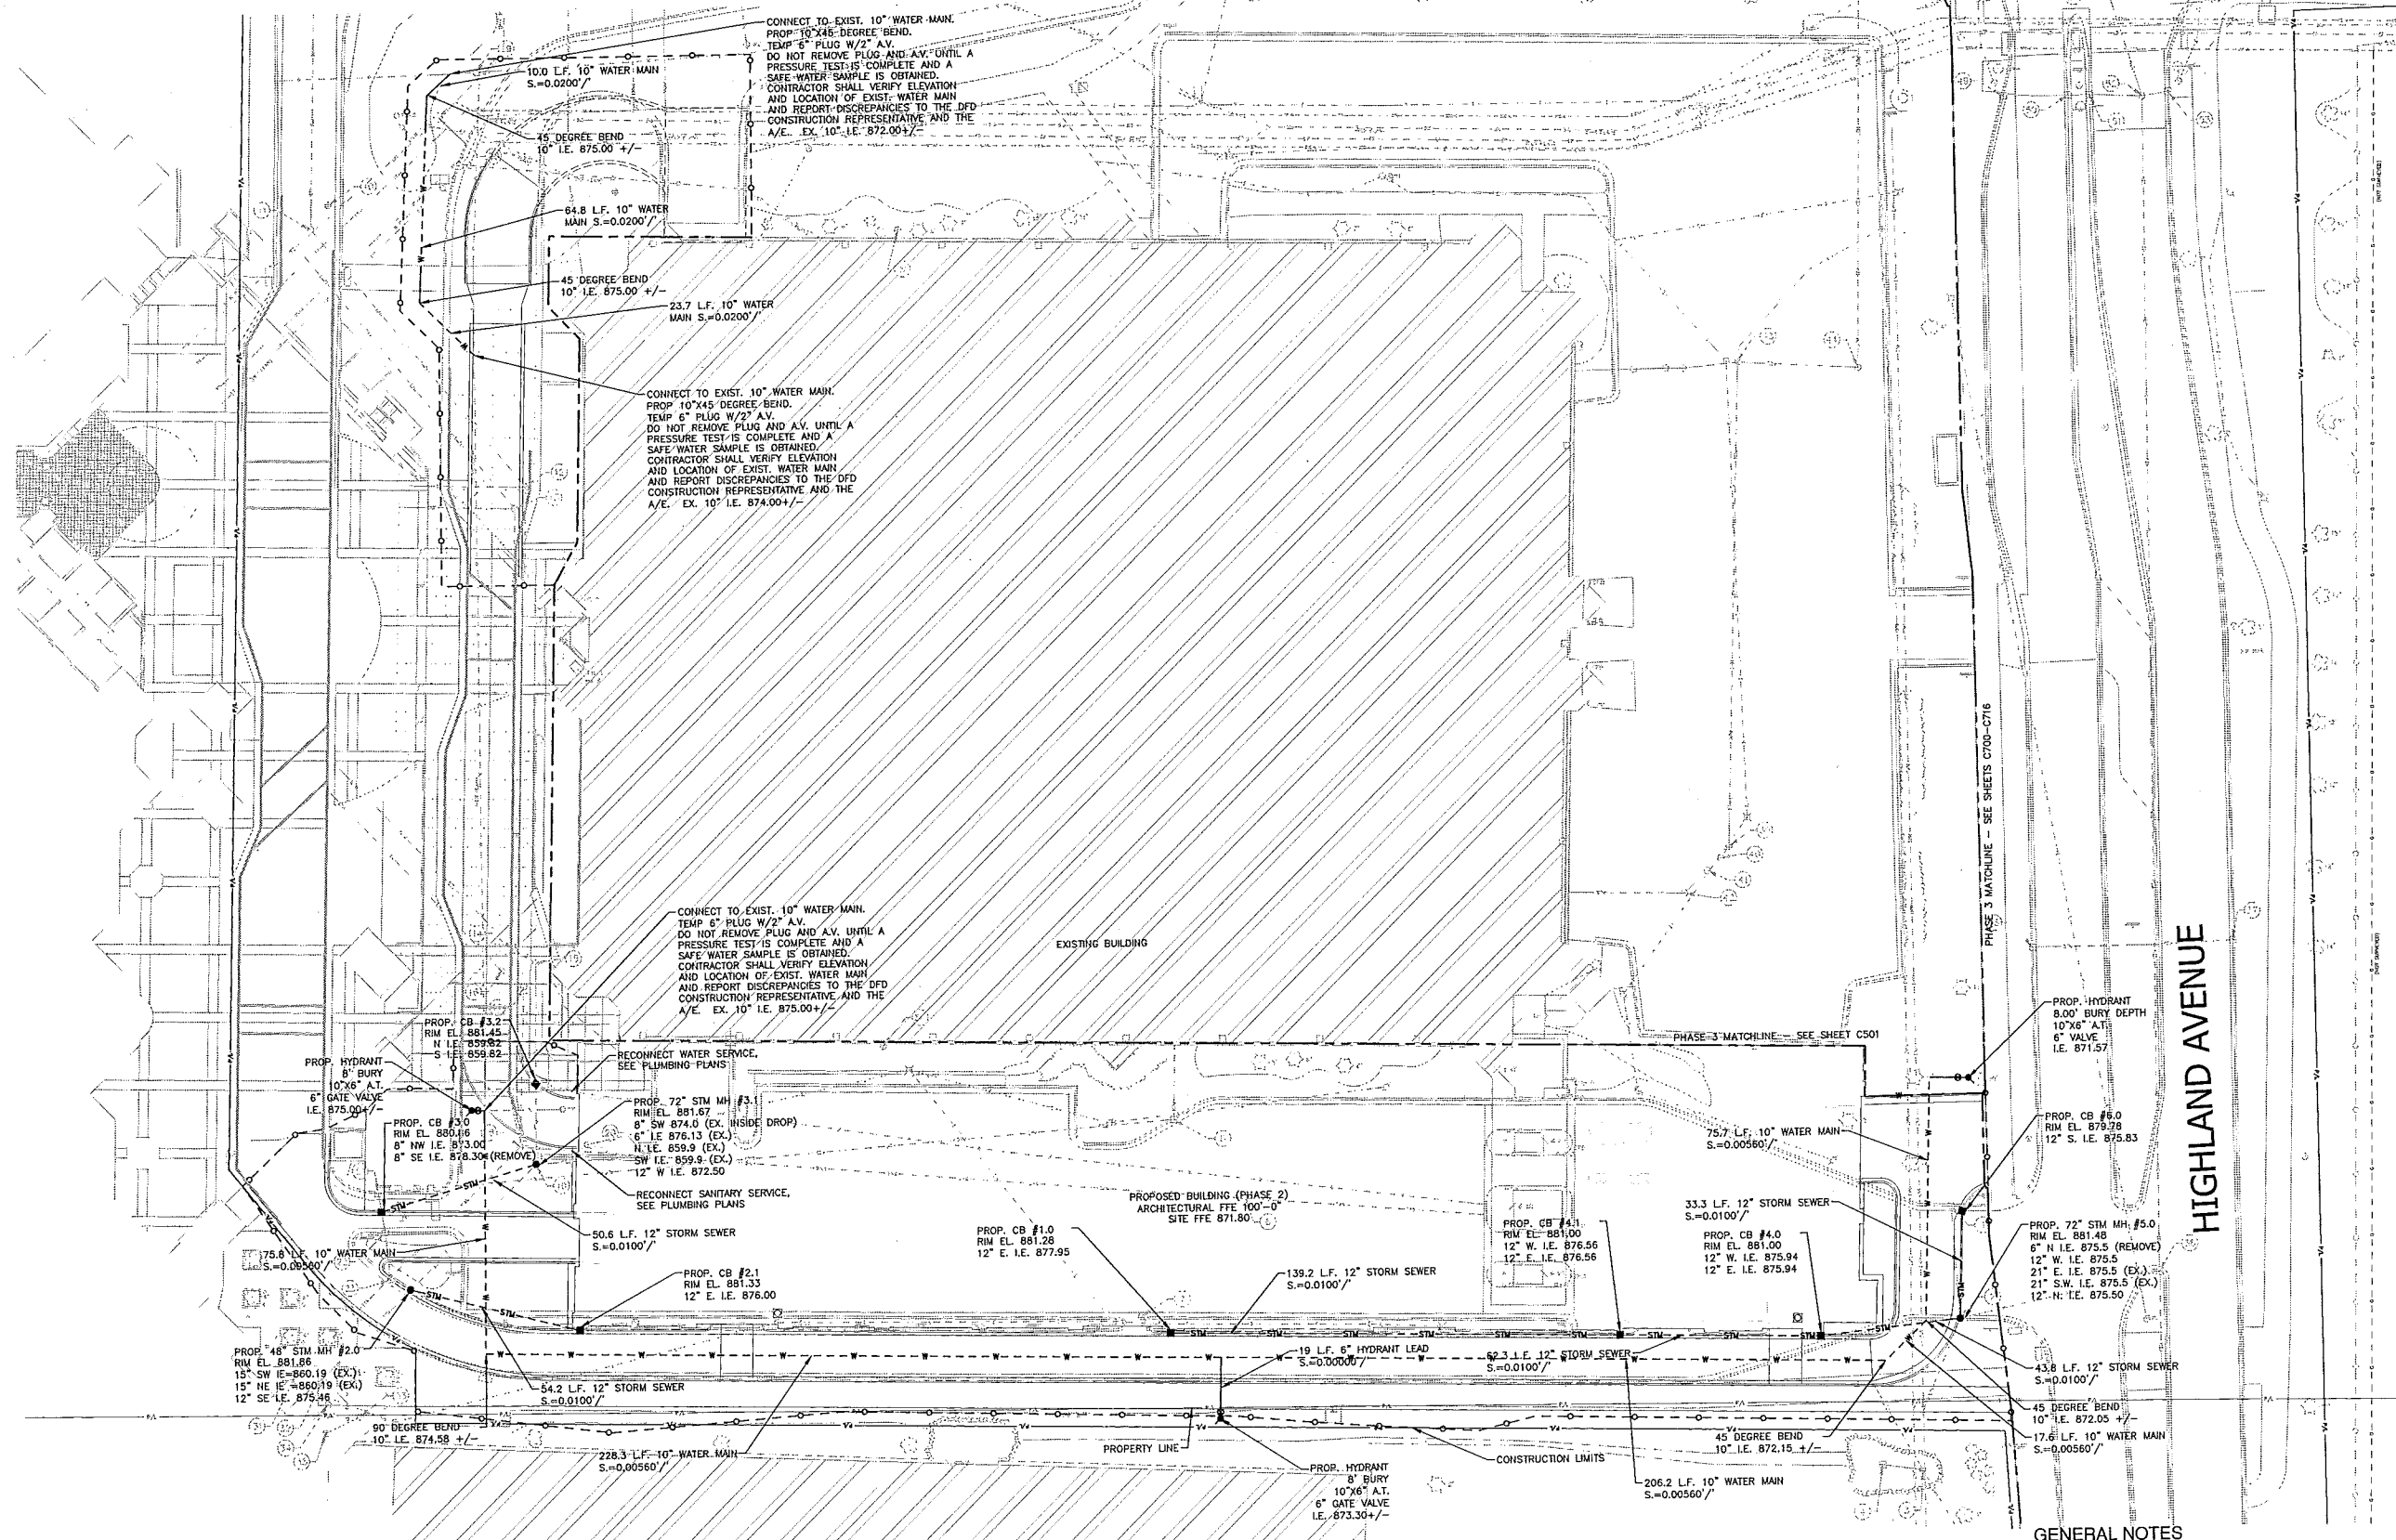 CONNECT TO EXIST. 10" WATER MAIN.
PROP 10"X45 DEGREE BEND.
TEMP 6" PLUG W/2" A.V.
DO NOT REMOVE PLUG AND A.V. UNTIL A
PRESSURE TEST IS COMPLETE AND A
SAFE WATER SAMPLE IS OBTAINED.
CONTRACTOR SHALL VERIFY ELEVATION
AND LOCATION OF EXIST. WATER MAIN
AND REPORT DISCREPANCIES TO THE DFD
CONSTRUCTION REPRESENTATIVE AND THE
A/E. EX. 10" I.E. 872.00+/-
10.0 L.F. 10" WATER MAIN
S.=0.0200'/'
45 DEGREE BEND
10" I.E. 875.00 +/-
64.8 L.F. 10" WATER
MAIN S.=0.0200'/'
45 DEGREE BEND
10" I.E. 875.00 +/-
23.7 L.F. 10" WATER
MAIN S.=0.0200'/'
CONNECT TO EXIST. 10" WATER MAIN.
PROP 10"X45 DEGREE BEND.
TEMP 6" PLUG W/2" A.V.
DO NOT REMOVE PLUG AND A.V. UNTIL A
PRESSURE TEST IS COMPLETE AND A
SAFE WATER SAMPLE IS OBTAINED.
CONTRACTOR SHALL VERIFY ELEVATION
AND LOCATION OF EXIST. WATER MAIN
AND REPORT DISCREPANCIES TO THE DFD
CONSTRUCTION REPRESENTATIVE AND THE
A/E. EX. 10" I.E. 874.00+/-
PHASE 3 MATCHLINE - SEE SHEETS C700-C716
HIGHLAND AVENUE
CONNECT TO EXIST. 10" WATER MAIN.
TEMP 6" PLUG W/2" A.V.
DO NOT REMOVE PLUG AND A.V. UNTIL A
PRESSURE TEST IS COMPLETE AND A
SAFE WATER SAMPLE IS OBTAINED.
CONTRACTOR SHALL VERIFY ELEVATION
AND LOCATION OF EXIST. WATER MAIN
AND REPORT DISCREPANCIES TO THE DFD
CONSTRUCTION REPRESENTATIVE AND THE
A/E. EX. 10" I.E. 875.00+/-
EXISTING BUILDING
PROP. CB #3.2
RIM EL. 881.45
N I.E. 859.82
S I.E. 859.82
PROP. HYDRANT
8' BURY
10"X6" A.T.
6" GATE VALVE
I.E. 875.00+/-
RECONNECT WATER SERVICE,
SEE PLUMBING PLANS
PHASE 3 MATCHLINE - SEE SHEET C501
PROP. HYDRANT
8.00' BURY DEPTH
10"X6" A.T.
6" VALVE
I.E. 871.57
PROP. CB #3.0
RIM EL. 880.86
8" NW I.E. 873.00
8" SE I.E. 878.30 (REMOVE)
PROP. 72" STM MH #3.1
RIM EL. 881.67
8" SW 874.0 (EX. INSIDE DROP)
6" I.E 876.13 (EX.)
N I.E. 859.9 (EX.)
SW I.E. 859.9 (EX.)
12" W I.E. 872.50
RECONNECT SANITARY SERVICE,
SEE PLUMBING PLANS
75.7 L.F. 10" WATER MAIN
S.=0.00560'/'
PROP. CB #6.0
RIM EL. 879.78
12" S. I.E. 875.83
PROPOSED BUILDING (PHASE 2)
ARCHITECTURAL FFE 100'-0"
SITE FFE 871.80
33.3 L.F. 12" STORM SEWER
S.=0.0100'/'
50.6 L.F. 12" STORM SEWER
S.=0.0100'/'
75.8 L.F. 10" WATER MAIN
S.=0.09560'/'
PROP. CB #1.0
RIM EL. 881.28
12" E. I.E. 877.95
PROP. CB #4.1
RIM EL. 881.00
12" W. I.E. 876.56
12" E. I.E. 876.56
PROP. CB #4.0
RIM EL. 881.00
12" W. I.E. 875.94
12" E. I.E. 875.94
PROP. 72" STM MH #5.0
RIM EL. 881.48
6" N I.E. 875.5 (REMOVE)
12" W. I.E. 875.5
21" E. I.E. 875.5 (EX.)
21" S.W. I.E. 875.5 (EX.)
12" N. I.E. 875.50
PROP. CB #2.1
RIM EL. 881.33
12" E. I.E. 876.00
139.2 L.F. 12" STORM SEWER
S.=0.0100'/'
PROP. 48" STM MH #2.0
RIM EL. 881.86
15" SW IE=860.19 (EX.)
15" NE IE =860.19 (EX.)
12" SE I.E. 875.46
19 L.F. 6" HYDRANT LEAD
S.=0.00000'/'
62.3 L.F. 12" STORM SEWER
S.=0.0100'/'
43.8 L.F. 12" STORM SEWER
S.=0.0100'/'
54.2 L.F. 12" STORM SEWER
S.=0.0100'/'
90 DEGREE BEND
10" I.E. 874.58 +/-
228.3 L.F. 10" WATER MAIN
S.=0.00560'/'
PROPERTY LINE
CONSTRUCTION LIMITS
45 DEGREE BEND
10" I.E. 872.15 +/-
45 DEGREE BEND
10" I.E. 872.05 +/-
17.6 L.F. 10" WATER MAIN
S.=0.00560'/'
PROP. HYDRANT
8' BURY
10"X6" A.T.
6" GATE VALVE
I.E. 873.30+/-
206.2 L.F. 10" WATER MAIN
S.=0.00560'/'
GENERAL NOTES